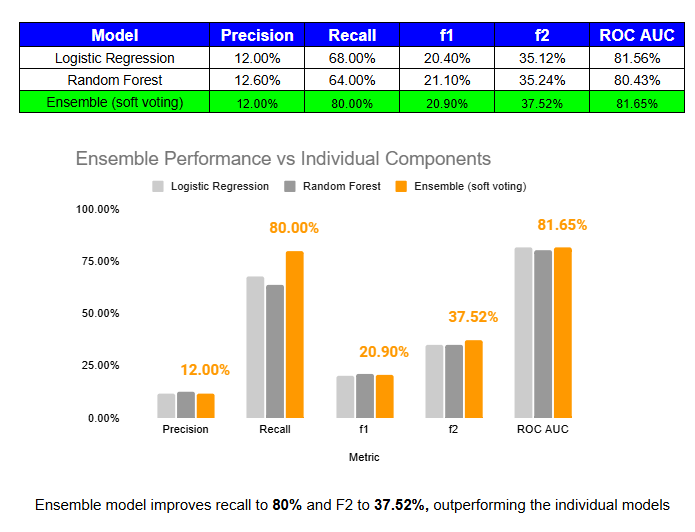 Model Precision Recall f1 f2 ROC AUC
Logistic Regression 12.00% 68.00% 20.40% 35.12% 81.56%
Random Forest 12.60% 64.00% 21.10% 35.24% 80.43%
Ensemble (soft voting) 12.00% 80.00% 20.90% 37.52% 81.65%
Ensemble Performance vs Individual Components
Logistic Regression Random Forest Ensemble (soft voting)
100.00%
75.00%
50.00%
25.00%
0.00%
12.00%
80.00%
20.90%
37.52%
81.65%
Precision Recall f1 f2 ROC AUC
Metric
Ensemble model improves recall to 80% and F2 to 37.52%, outperforming the individual models